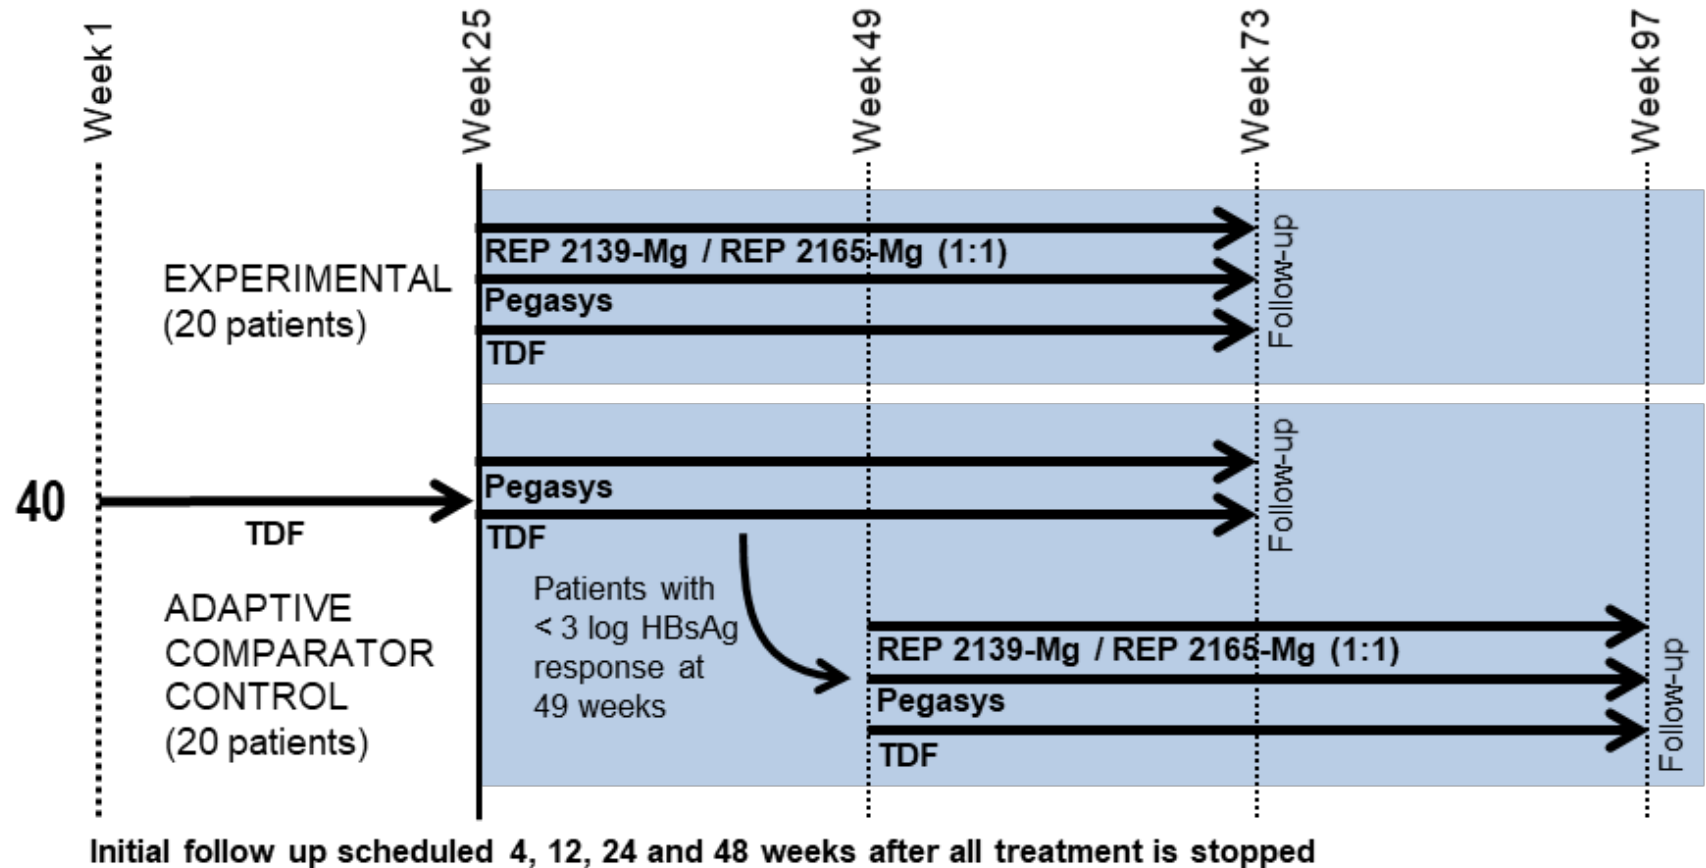 Week 1
Week 25
Week 49
Week 73
Week 97
EXPERIMENTAL
(20 patients)
REP 2139-Mg / REP 2165-Mg (1:1)
Pegasys
TDF
Follow-up
40
TDF
Pegasys
TDF
Follow-up
ADAPTIVE
COMPARATOR
CONTROL
(20 patients)
Patients with
< 3 log HBsAg
response at
49 weeks
REP 2139-Mg / REP 2165-Mg (1:1)
Pegasys
TDF
Follow-up
Initial follow up scheduled 4, 12, 24 and 48 weeks after all treatment is stopped